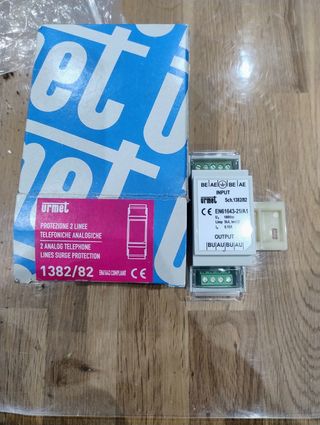 urmet
PROTEZIONE 2 LINEE
TELEFONICHE ANALOGICHE
2 ANALOG TELEPHONE
LINES SURGE PROTECTION
1382/82
EN61643 COMPLIANT
CE
BE AE BE AE
INPUT
urmet
Sch.1382/82
CE EN61643-21/A1
OUTPUT
BU AU BU AU